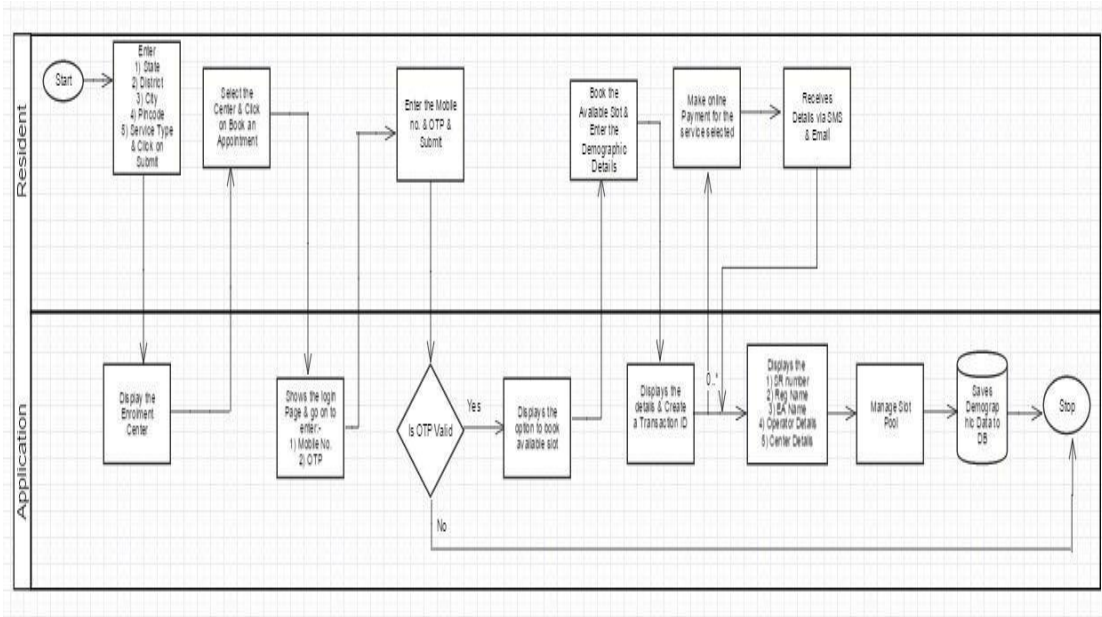 Resident
Start
Enter
1) State
2) District
3) City
4) Pincode
5) Service Type
& Click on
Submit
Select the
Center & Click
on Book an
Appointment
Enter the Mobile
no. & OTP &
Submit
Book the
Available Slot &
Enter the
Demographic
Details
Make online
Payment for the
service selected
Receives
Details via SMS
& Email
Application
Display the
Enrolment
Center
Shows the login
Page & go on to
enter:-
1) Mobile No.
2) OTP
Is OTP Valid
Yes
No
Displays the
option to book
available slot
Displays the
details & Create
a Transaction ID
0..*
Displays the
1) SR number
2) Reg Name
3) EA Name
4) Operator Details
5) Center Details
Manage Slot
Pool
Saves
Demograp
hic Data to
DB
Stop